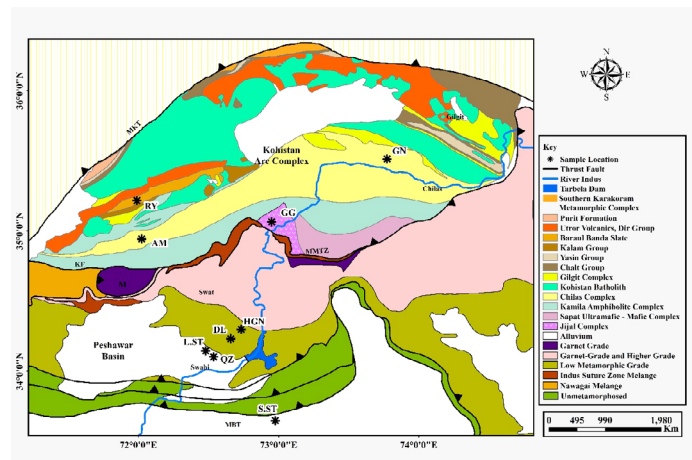 36°0'0"N
35°0'0"N
34°0'0"N
72°0'0"E
73°0'0"E
74°0'0"E
MKT
Gilgit
Kohistan
Arc Complex
GN
Chilas
RY
GG
AM
MMTZ
KF
M
Swat
HGN
DL
L.ST
QZ
Peshawar
Basin
Swabi
S.ST
MBT
N
W
E
S
Key
Sample Location
Thrust Fault
River Indus
Tarbela Dam
Southern Karakoram
Metamorphic Complex
Purit Formation
Utror Volcanics, Dir Group
Baraul Banda Slate
Kalam Group
Yasin Group
Chalt Group
Gilgit Complex
Kohistan Batholith
Chilas Complex
Kamila Amphibolite Complex
Sapat Ultramafic - Mafic Complex
Jijal Complex
Alluvium
Garnet Grade
Garnet-Grade and Higher Grade
Low Metamorphic Grade
Indus Suture Zone Melange
Nawagai Melange
Unmetamorphosed
0 495 990 1,980
Km